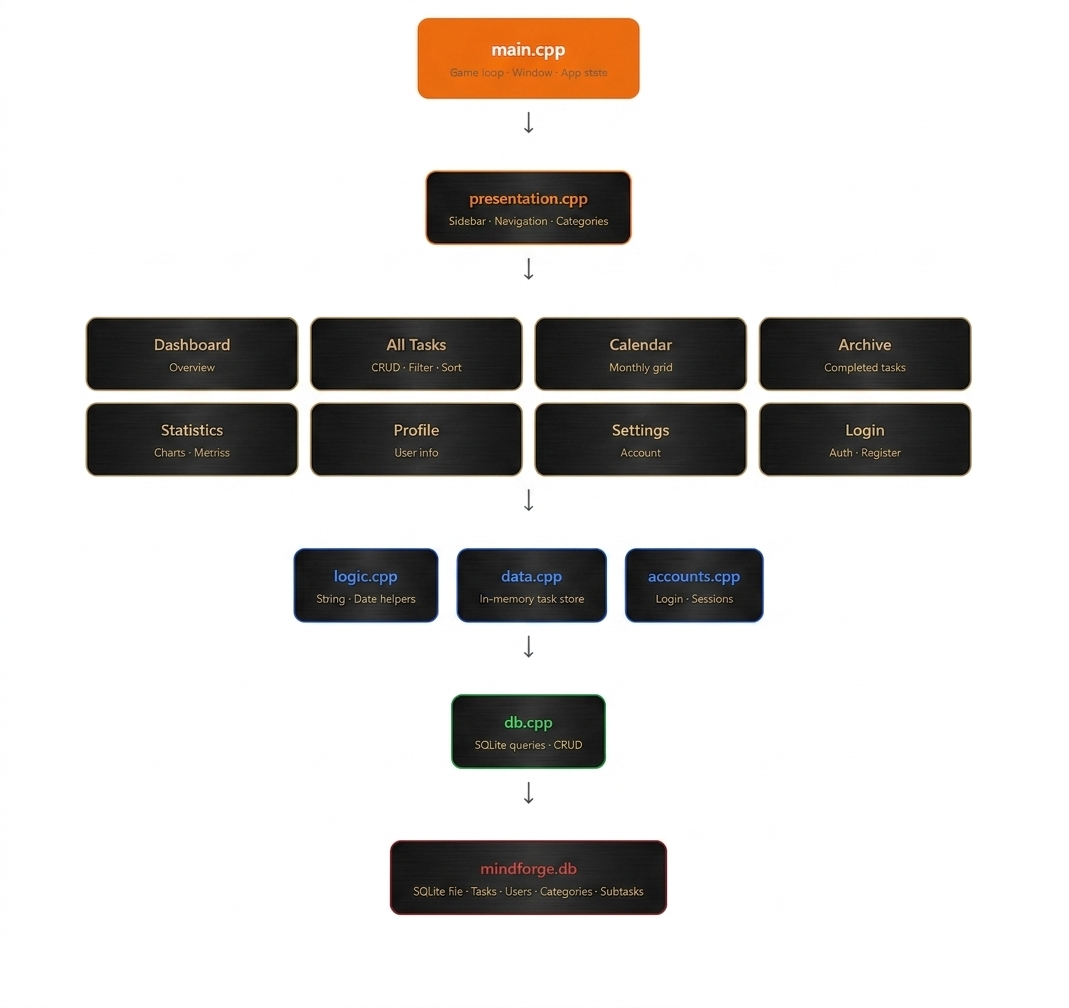 main.cpp
Game loop · Window · App stste
presentation.cpp
Sidebar · Nevigation · Categories
Dashboard
Overview
All Tasks
CRUD · Filter · Sort
Calendar
Monthly grid
Archive
Completed tasks
Statistics
Charts · Metriss
Profile
User info
Settings
Account
Login
Auth · Register
logic.cpp
String · Date helpers
data.cpp
In-memory task store
accounts.cpp
Login · Sessions
db.cpp
SQLite queries · CRUD
mindforge.db
SQLite file · Tasks · Users · Categories · Subtasks